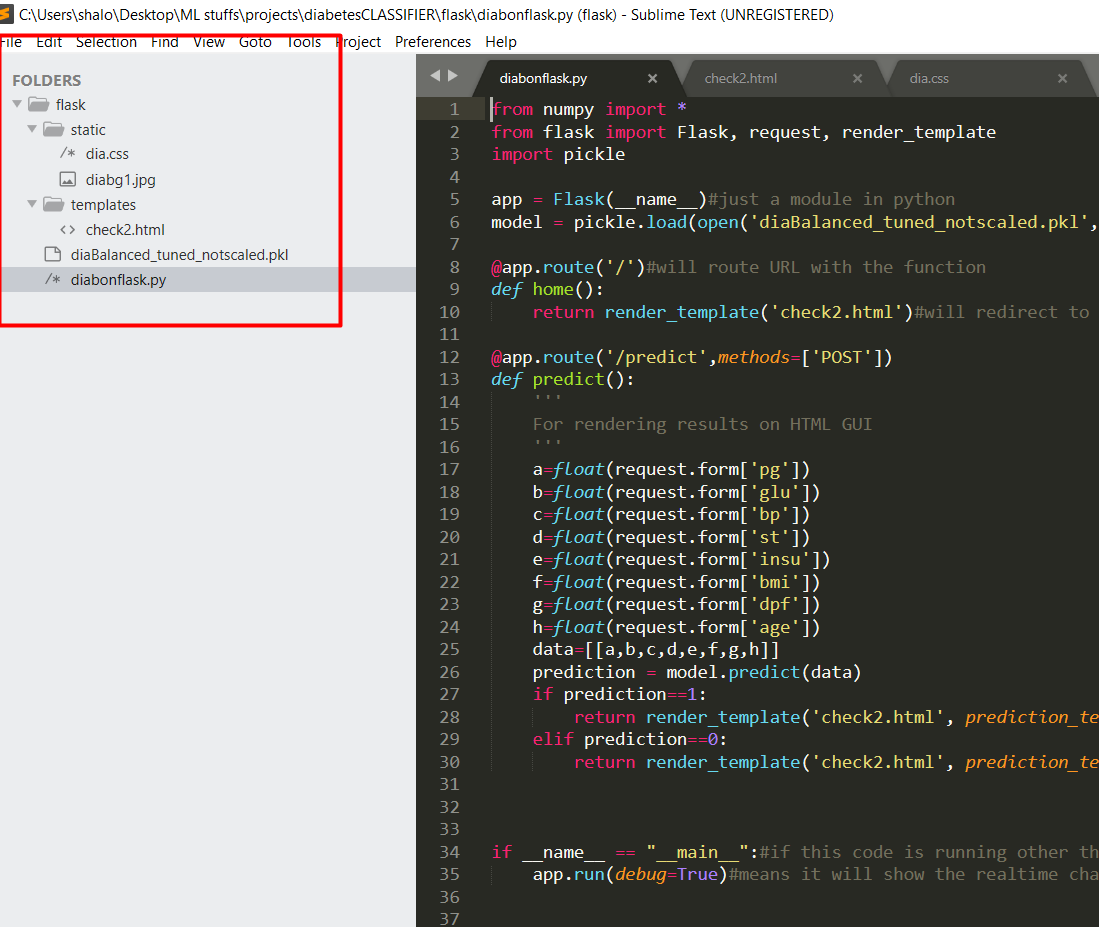 C:\Users\shalo\Desktop\ML stuffs\projects\diabetesCLASSIFIER\flask\diabonflask.py (flask) - Sublime Text (UNREGISTERED)
File Edit Selection Find View Goto Tools Project Preferences Help
FOLDERS
flask
static
/* dia.css
diabg1.jpg
templates
<> check2.html
diaBalanced_tuned_notscaled.pkl
/* diabonflask.py
diabonflask.py × check2.html × dia.css ×
1 from numpy import *
2 from flask import Flask, request, render_template
3 import pickle
4
5 app = Flask(__name__)#just a module in python
6 model = pickle.load(open('diaBalanced_tuned_notscaled.pkl',
7
8 @app.route('/')#will route URL with the function
9 def home():
10 return render_template('check2.html')#will redirect to
11
12 @app.route('/predict',methods=['POST'])
13 def predict():
14 '''
15 For rendering results on HTML GUI
16 '''
17 a=float(request.form['pg'])
18 b=float(request.form['glu'])
19 c=float(request.form['bp'])
20 d=float(request.form['st'])
21 e=float(request.form['insu'])
22 f=float(request.form['bmi'])
23 g=float(request.form['dpf'])
24 h=float(request.form['age'])
25 data=[[a,b,c,d,e,f,g,h]]
26 prediction = model.predict(data)
27 if prediction==1:
28 return render_template('check2.html', prediction_te
29 elif prediction==0:
30 return render_template('check2.html', prediction_te
31
32
33
34 if __name__ == "__main__":#if this code is running other th
35 app.run(debug=True)#means it will show the realtime cha
36
37